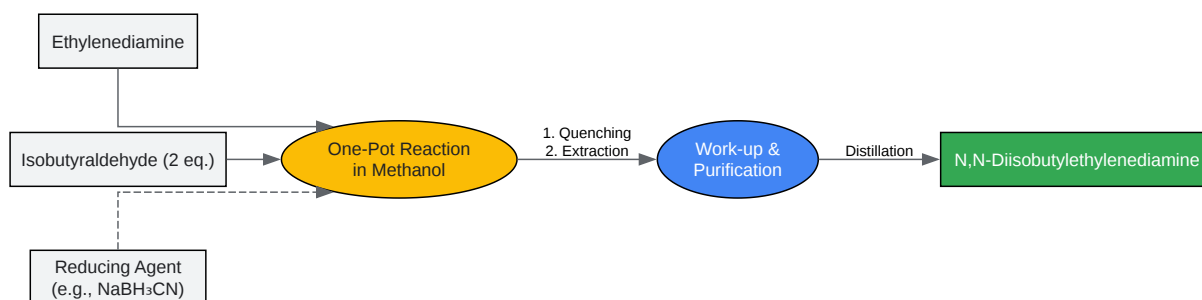 Ethylenediamine
Isobutyraldehyde (2 eq.)
Reducing Agent
(e.g., NaBH₃CN)
One-Pot Reaction
in Methanol
1. Quenching
2. Extraction
Work-up &
Purification
Distillation
N,N-Diisobutylethylenediamine